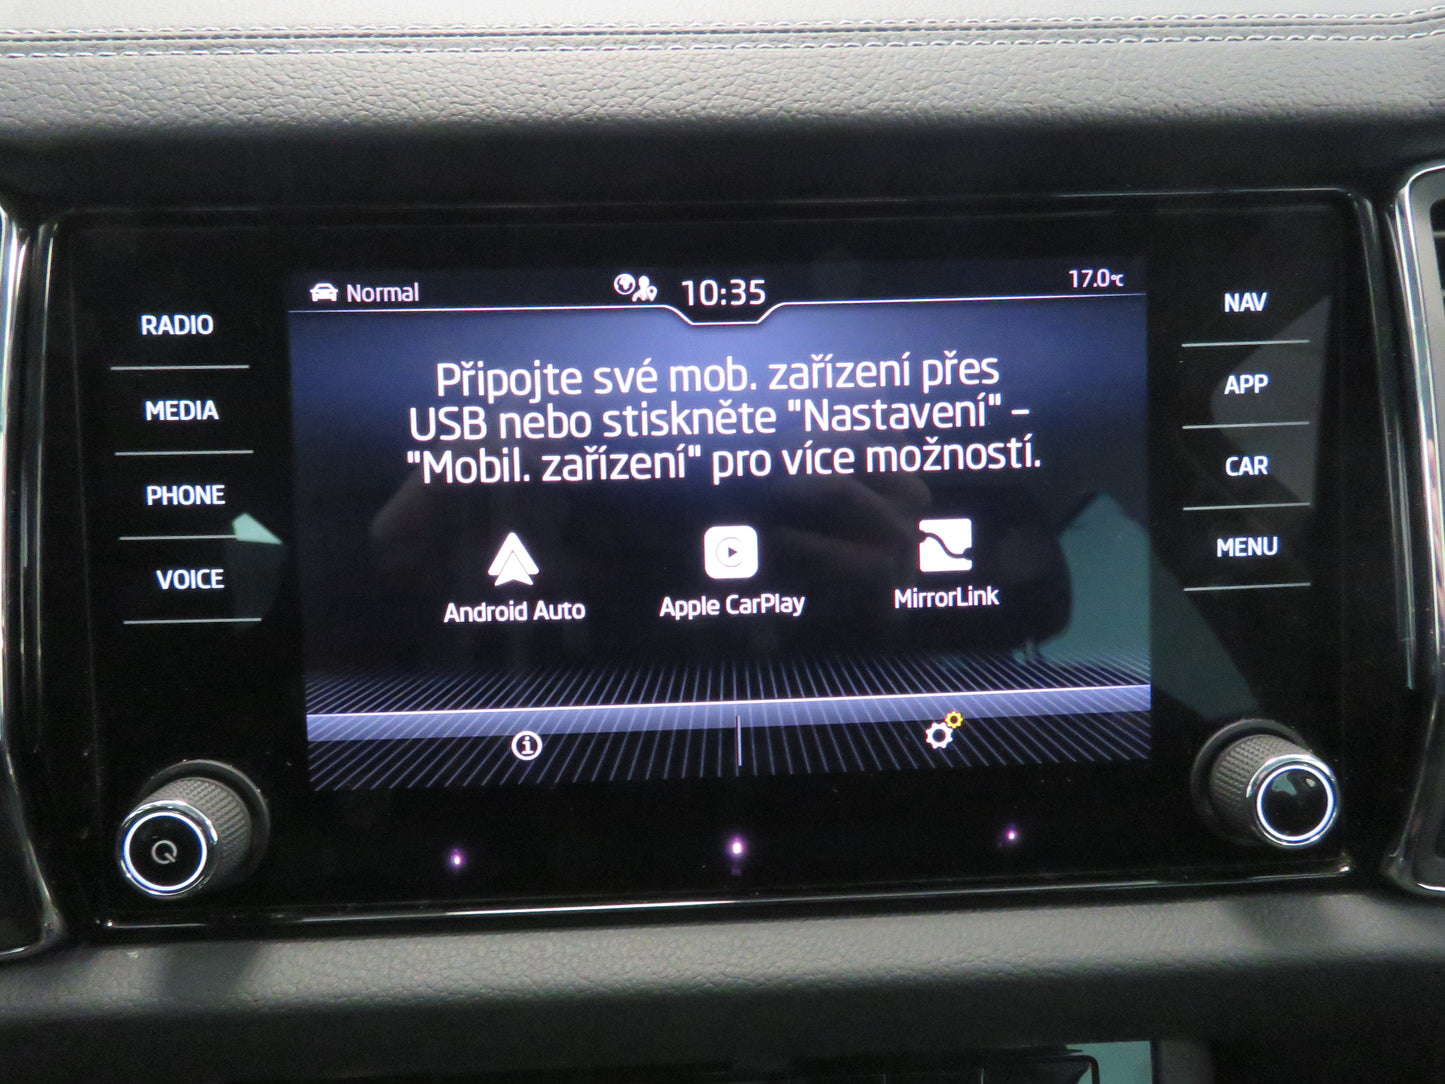 Normal
10:35
17.0°C
RADIO
MEDIA
PHONE
VOICE
Připojte své mob. zařízení přes
USB nebo stiskněte "Nastavení" –
"Mobil. zařízení" pro více možností.
Android Auto
Apple CarPlay
MirrorLink
NAV
APP
CAR
MENU